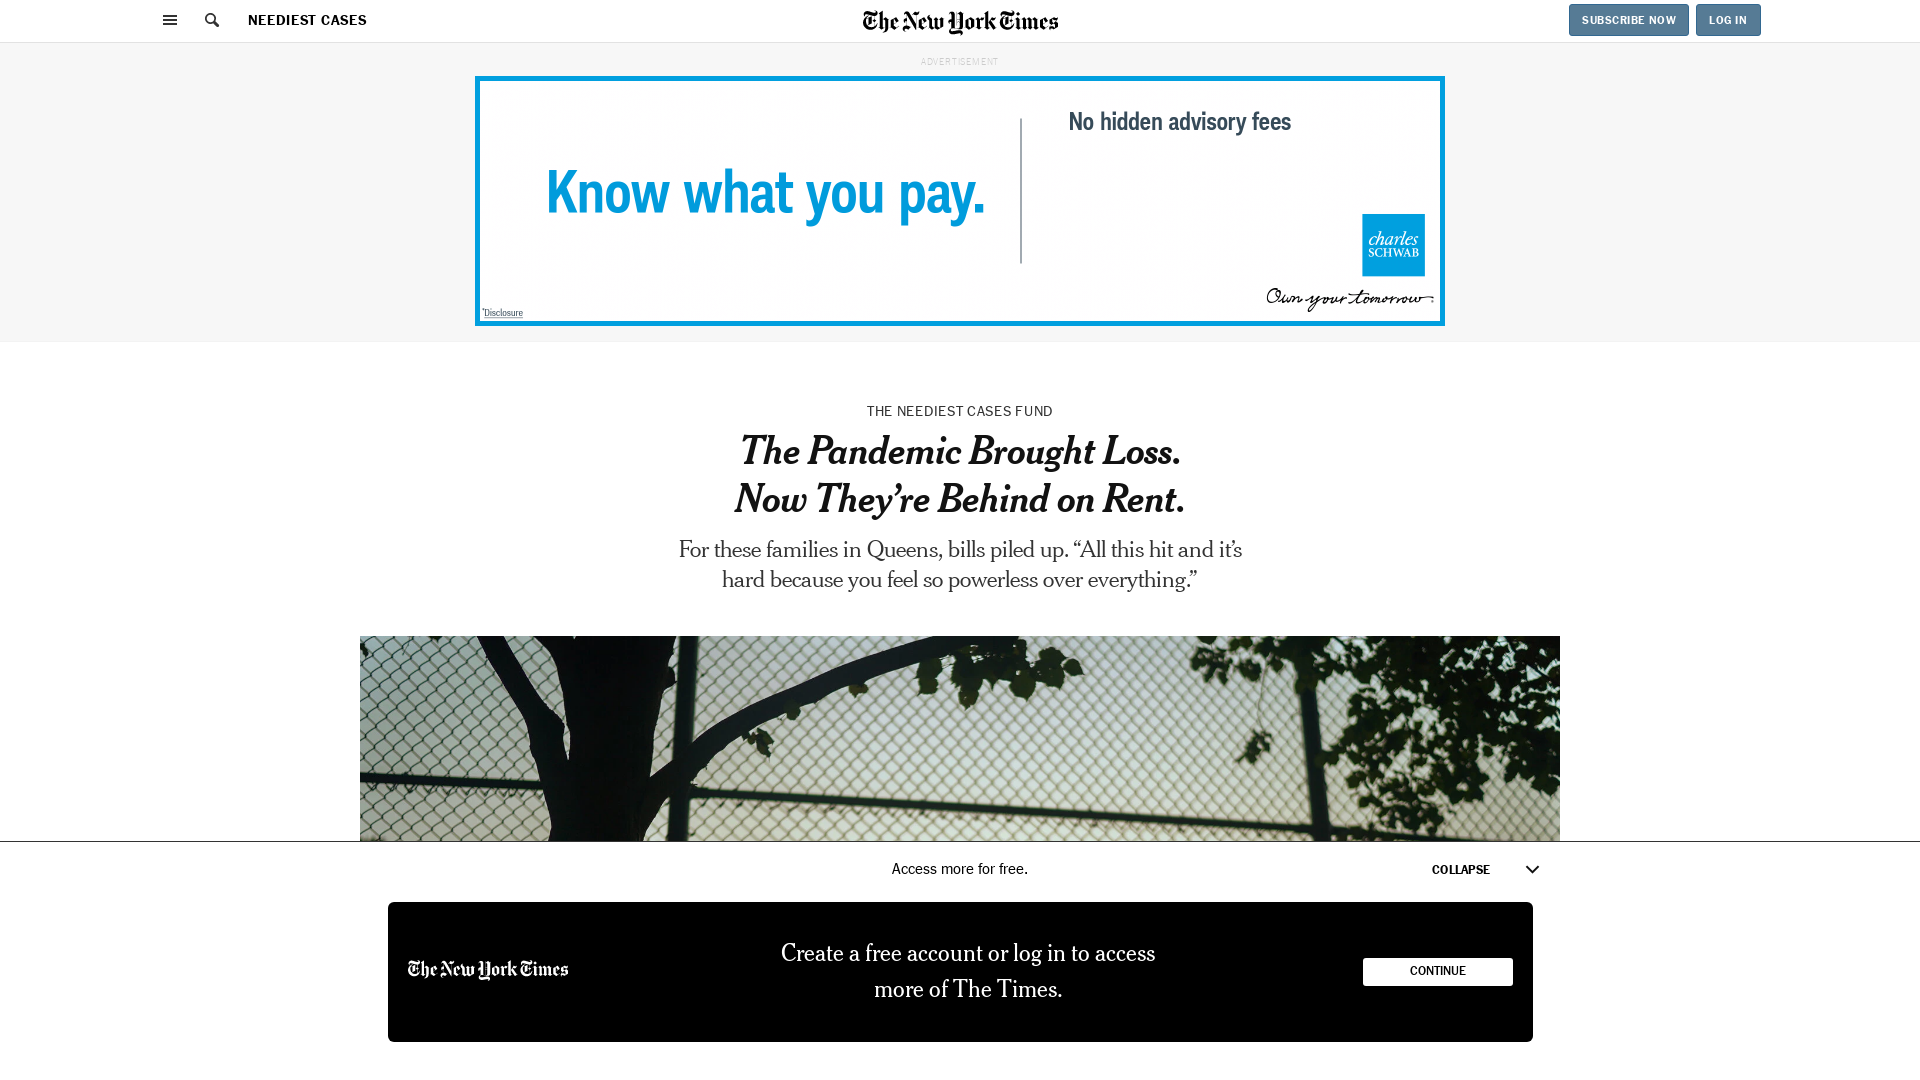 NEEDIEST CASES
The New York Times
SUBSCRIBE NOW
LOG IN
ADVERTISEMENT
Know what you pay.
No hidden advisory fees
charles
SCHWAB
Own your tomorrow.
*Disclosure
THE NEEDIEST CASES FUND
The Pandemic Brought Loss.
Now They’re Behind on Rent.
For these families in Queens, bills piled up. “All this hit and it’s
hard because you feel so powerless over everything.”
Access more for free.
COLLAPSE
The New York Times
Create a free account or log in to access
more of The Times.
CONTINUE